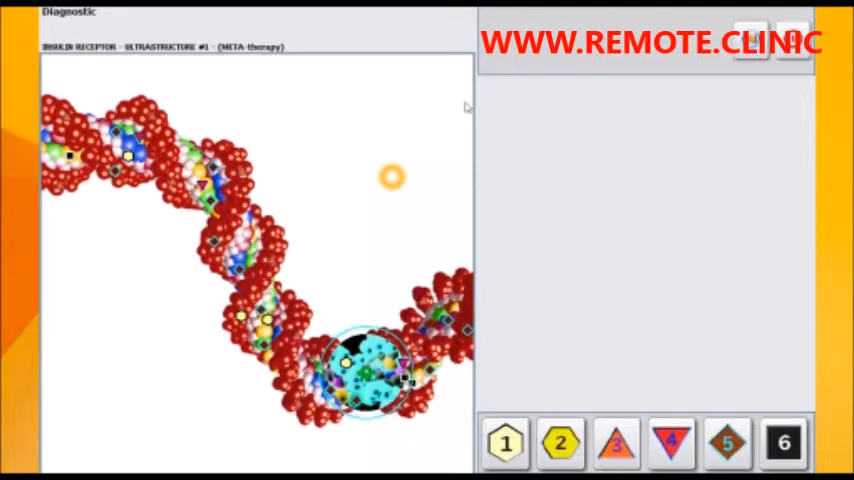 Diagnostic
WWW.REMOTE.CLINIC
INSULIN RECEPTOR - ULTRASTRUCTURE #1 - (META-therapy)
1 2 3 4 5 6